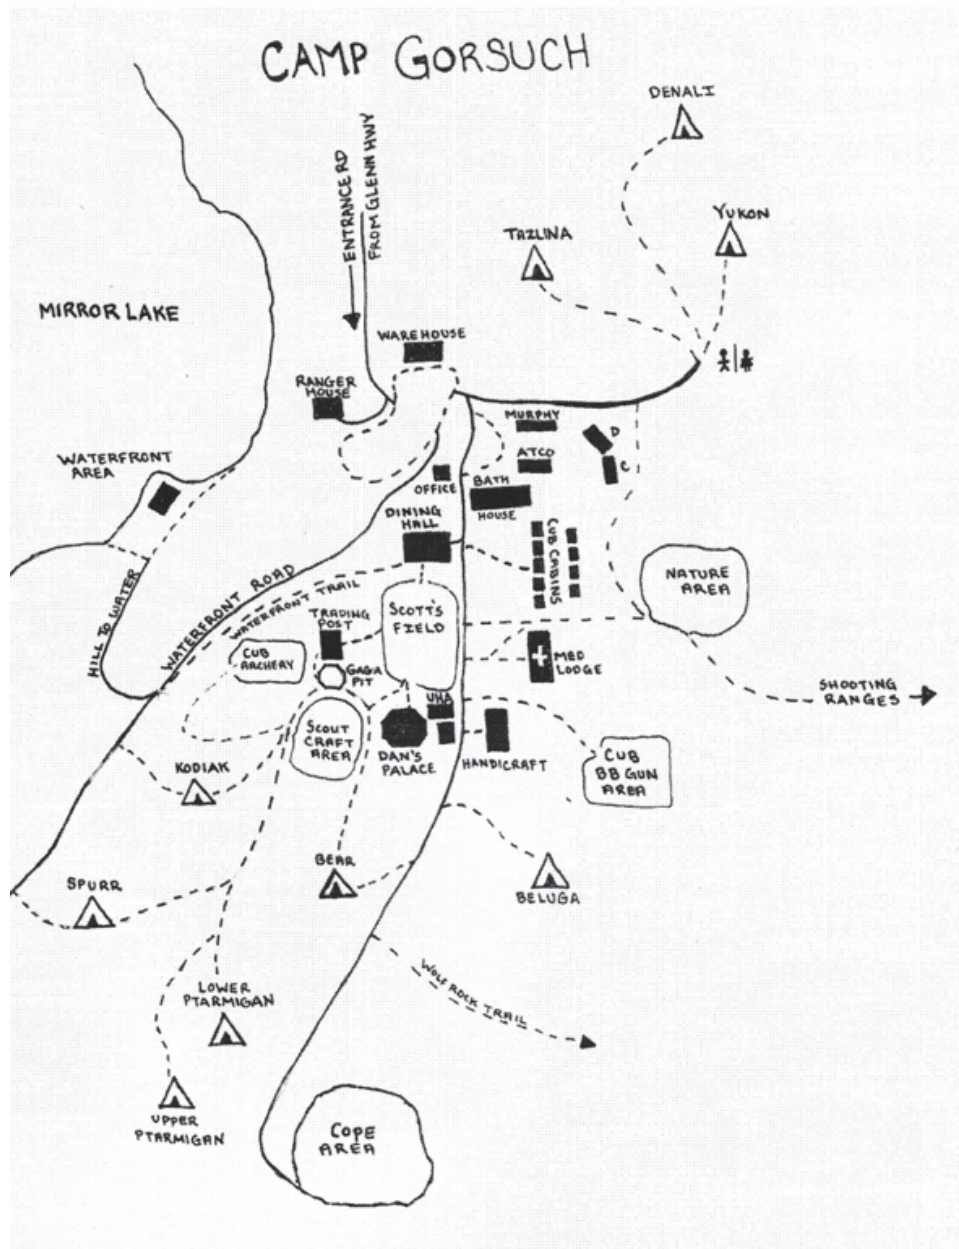 CAMP GORSUCH
DENALI
ENTRANCE RD
FROM GLENN HWY
YUKON
TAZLINA
MIRROR LAKE
WAREHOUSE
RANGER
HOUSE
MURPHY
D
ATCO
C
WATERFRONT
AREA
OFFICE
BATH
HOUSE
DINING
HALL
CUB CABINS
NATURE
AREA
HILL TO WATER
WATERFRONT ROAD
WATERFRONT TRAIL
TRADING
POST
SCOTT'S
FIELD
CUB
ARCHERY
GAGA
PIT
MED
LODGE
SHOOTING
RANGES
SCOUT
CRAFT
AREA
DAN'S
PALACE
HANDICRAFT
CUB
BB GUN
AREA
KODIAK
BEAR
SPURR
BELUGA
LOWER
PTARMIGAN
WOLF ROCK TRAIL
UPPER
PTARMIGAN
COPE
AREA